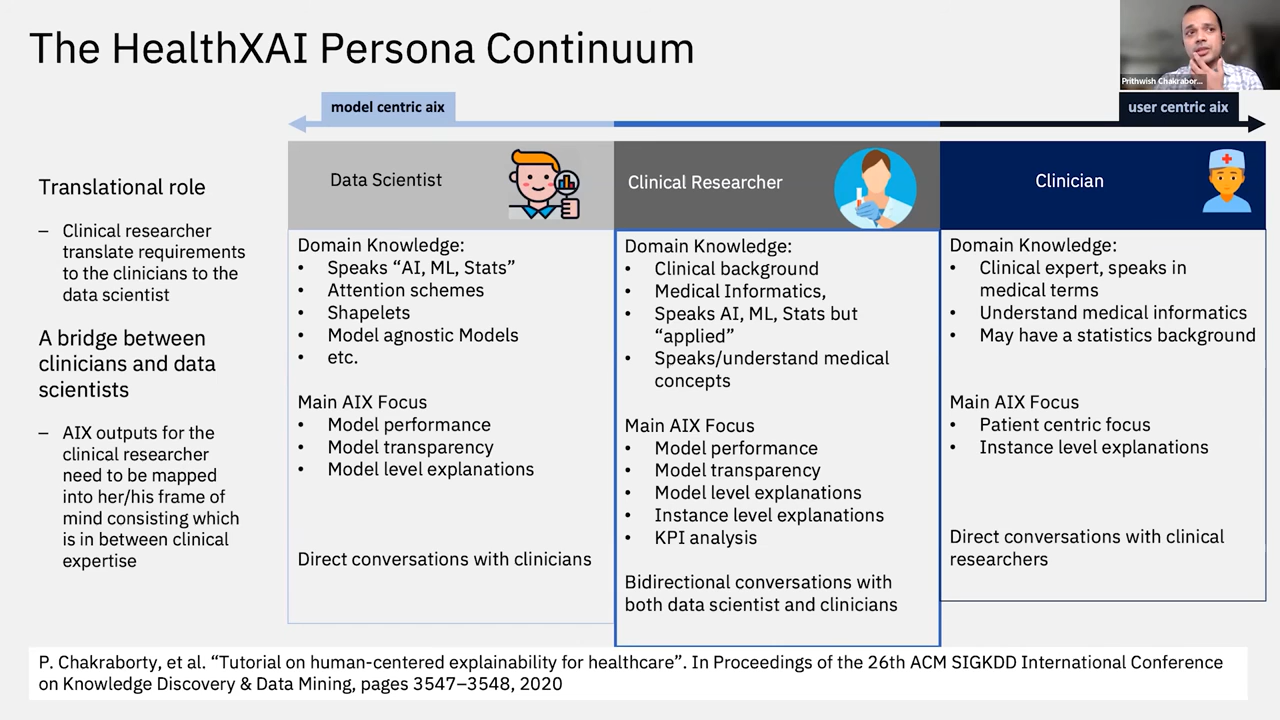 The HealthXAI Persona Continuum
Prithwish Chakrabor...
model centric aix
user centric aix
Translational role
– Clinical researcher
translate requirements
to the clinicians to the
data scientist
A bridge between
clinicians and data
scientists
– AIX outputs for the
clinical researcher
need to be mapped
into her/his frame of
mind consisting which
is in between clinical
expertise
Data Scientist
Domain Knowledge:
• Speaks “AI, ML, Stats”
• Attention schemes
• Shapelets
• Model agnostic Models
• etc.
Main AIX Focus
• Model performance
• Model transparency
• Model level explanations
Direct conversations with clinicians
Clinical Researcher
Domain Knowledge:
• Clinical background
• Medical Informatics,
• Speaks AI, ML, Stats but
“applied”
• Speaks/understand medical
concepts
Main AIX Focus
• Model performance
• Model transparency
• Model level explanations
• Instance level explanations
• KPI analysis
Bidirectional conversations with
both data scientist and clinicians
Clinician
Domain Knowledge:
• Clinical expert, speaks in
medical terms
• Understand medical informatics
• May have a statistics background
Main AIX Focus
• Patient centric focus
• Instance level explanations
Direct conversations with clinical
researchers
P. Chakraborty, et al. “Tutorial on human-centered explainability for healthcare”. In Proceedings of the 26th ACM SIGKDD International Conference
on Knowledge Discovery & Data Mining, pages 3547–3548, 2020